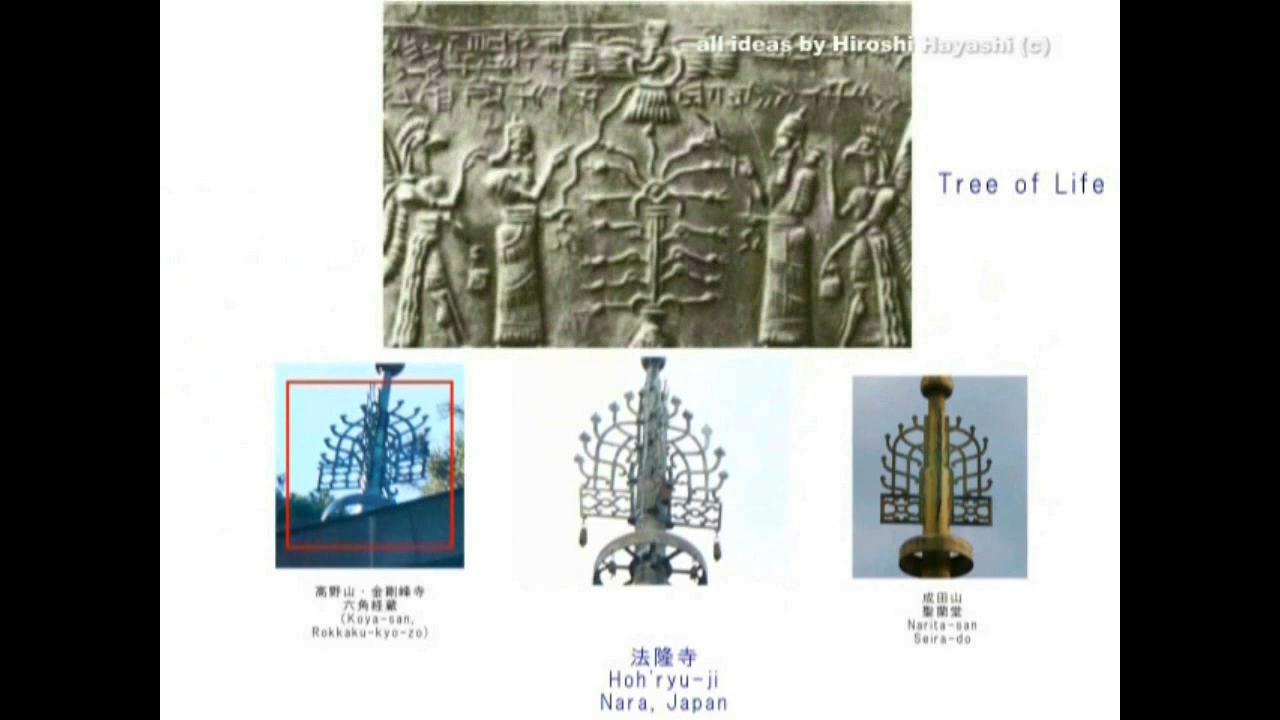 all ideas by Hiroshi Hayashi (c)
Tree of Life
高野山・金剛峰寺
六角経蔵
(Koya-san,
Rokkaku-kyo-zo)
法隆寺
Hoh'ryu-ji
Nara, Japan
成田山
聖蘭堂
Narita-san
Seira-do